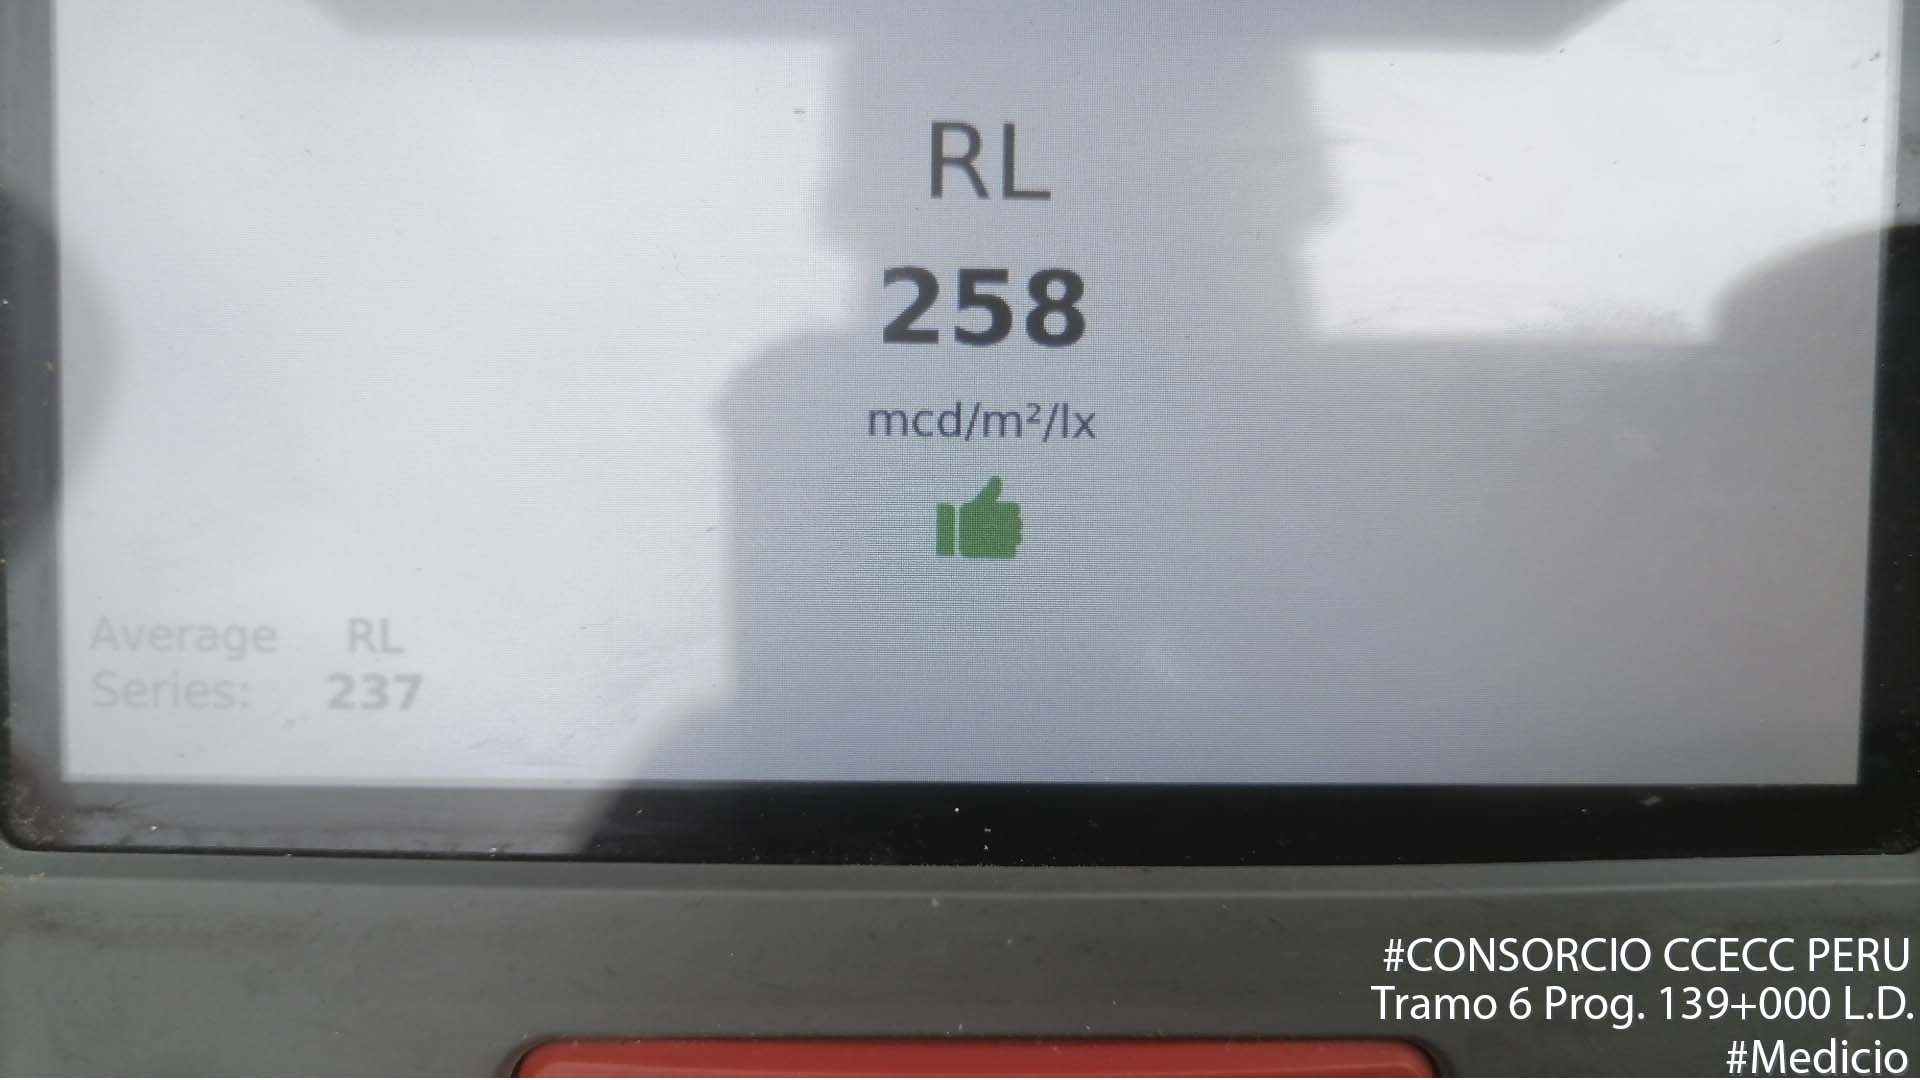 RL
258
mcd/m²/lx
Average RL
Series: 237
#CONSORCIO CCECC PERU
Tramo 6 Prog. 139+000 L.D.
#Medicio